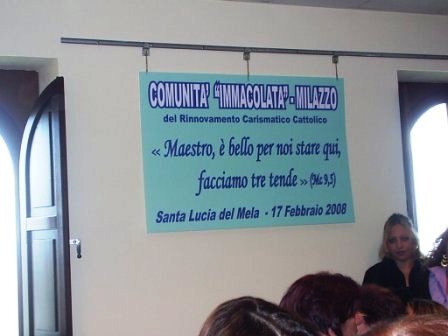 COMUNITA' "IMMACOLATA" - MILAZZO
del Rinnovamento Carismatico Cattolico
« Maestro, è bello per noi stare qui,
facciamo tre tende » (Mc 9,5)
Santa Lucia del Mela - 17 Febbraio 2008